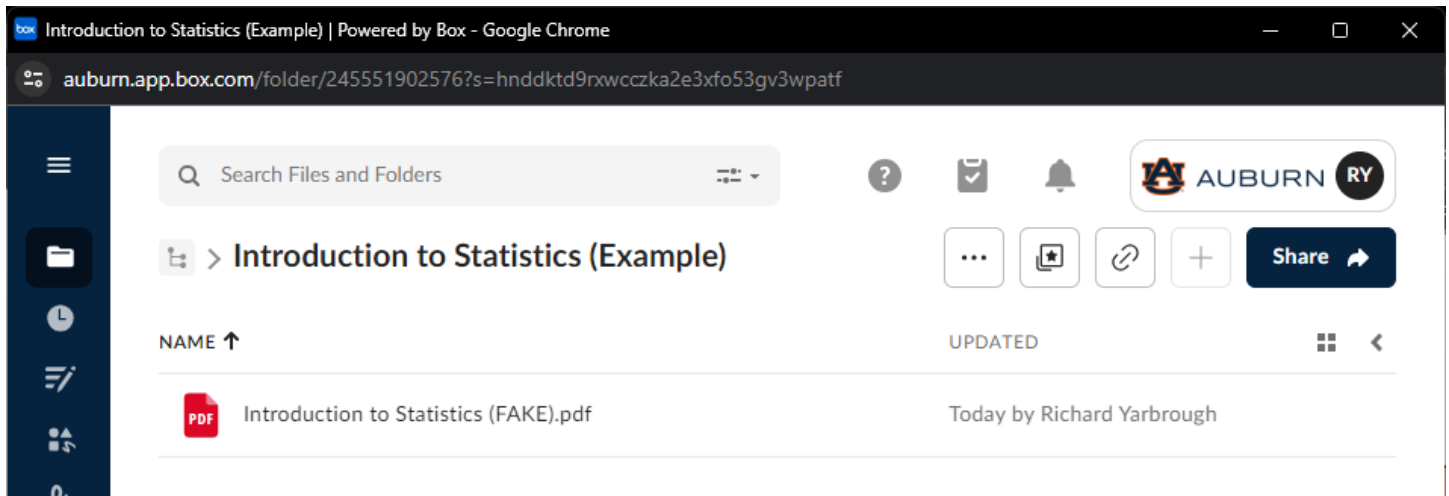 box Introduction to Statistics (Example) | Powered by Box - Google Chrome
auburn.app.box.com/folder/245551902576?s=hnddktd9rxwcczka2e3xfo53gv3wpatf
Search Files and Folders
? AU AUBURN RY
> Introduction to Statistics (Example)
... Share
NAME UPDATED
PDF Introduction to Statistics (FAKE).pdf Today by Richard Yarbrough